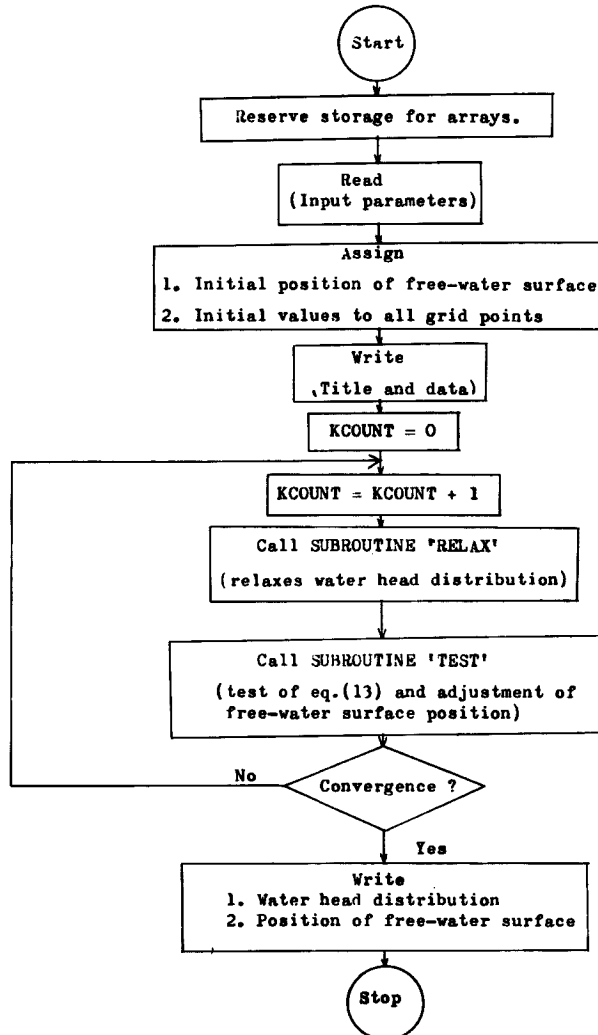 Start
Reserve storage for arrays.
Read
(Input parameters)
Assign
1. Initial position of free-water surface
2. Initial values to all grid points
Write
(Title and data)
KCOUNT = 0
KCOUNT = KCOUNT + 1
Call SUBROUTINE 'RELAX'
(relaxes water head distribution)
Call SUBROUTINE 'TEST'
(test of eq.(13) and adjustment of
free-water surface position)
No
Convergence ?
Yes
Write
1. Water head distribution
2. Position of free-water surface
Stop